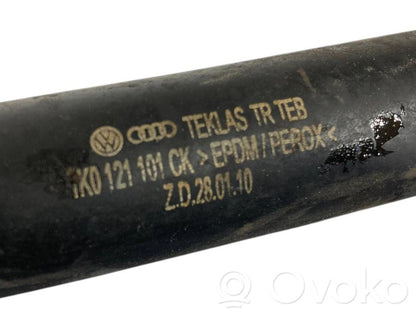 TEKLAS TR TEB
1K0 121 101 CK >EPDM/PEROX<
Z.D.28.01.10
Ovoko